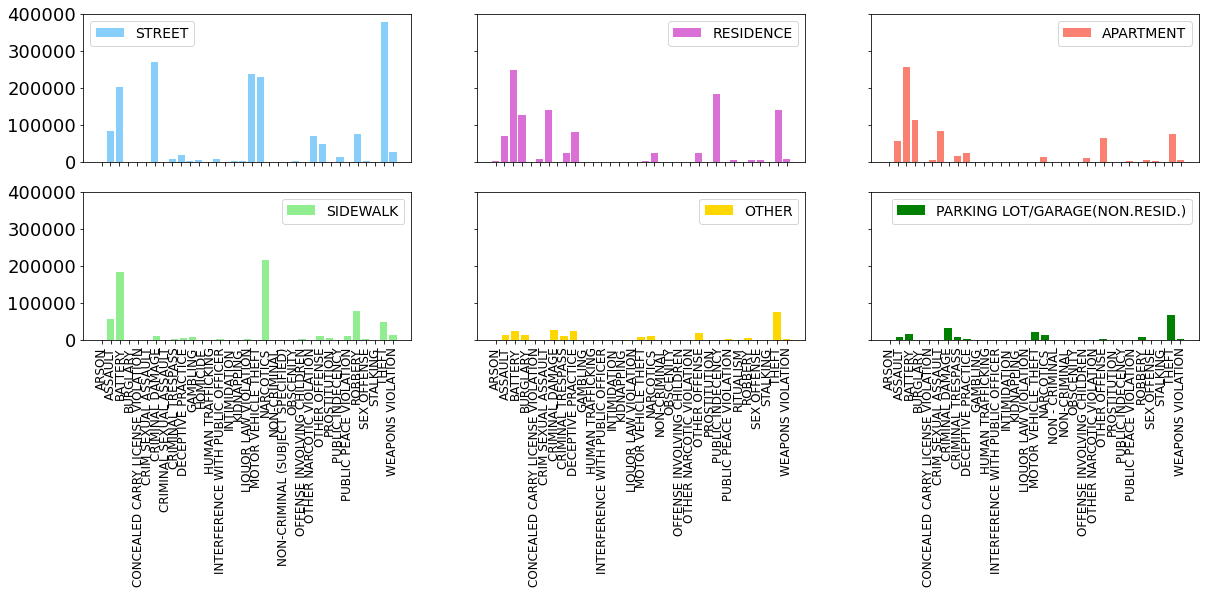 400000
300000
200000
100000
0
STREET
RESIDENCE
APARTMENT
400000
300000
200000
100000
0
SIDEWALK
OTHER
PARKING LOT/GARAGE(NON.RESID.)
ARSON
ASSAULT
BATTERY
BURGLARY
CONCEALED CARRY LICENSE VIOLATION
CRIM SEXUAL ASSAULT
CRIMINAL DAMAGE
CRIMINAL SEXUAL ASSAULT
CRIMINAL TRESPASS
DECEPTIVE PRACTICE
GAMBLING
HOMICIDE
HUMAN TRAFFICKING
INTERFERENCE WITH PUBLIC OFFICER
INTIMIDATION
KIDNAPPING
LIQUOR LAW VIOLATION
MOTOR VEHICLE THEFT
NARCOTICS
NON-CRIMINAL
NON-CRIMINAL (SUBJECT SPECIFIED)
OBSCENITY
OFFENSE INVOLVING CHILDREN
OTHER NARCOTIC VIOLATION
OTHER OFFENSE
PROSTITUTION
PUBLIC INDECENCY
PUBLIC PEACE VIOLATION
ROBBERY
SEX OFFENSE
STALKING
THEFT
WEAPONS VIOLATION
ARSON
ASSAULT
BATTERY
BURGLARY
CONCEALED CARRY LICENSE VIOLATION
CRIM SEXUAL ASSAULT
CRIMINAL DAMAGE
CRIMINAL TRESPASS
DECEPTIVE PRACTICE
GAMBLING
HUMAN TRAFFICKING
INTERFERENCE WITH PUBLIC OFFICER
INTIMIDATION
KIDNAPPING
LIQUOR LAW VIOLATION
MOTOR VEHICLE THEFT
NARCOTICS
NON-CRIMINAL
OBSCENITY
OFFENSE INVOLVING CHILDREN
OTHER NARCOTIC VIOLATION
OTHER OFFENSE
PROSTITUTION
PUBLIC INDECENCY
PUBLIC PEACE VIOLATION
RITUALISM
ROBBERY
SEX OFFENSE
STALKING
THEFT
WEAPONS VIOLATION
ARSON
ASSAULT
BATTERY
BURGLARY
CONCEALED CARRY LICENSE VIOLATION
CRIM SEXUAL ASSAULT
CRIMINAL DAMAGE
CRIMINAL TRESPASS
DECEPTIVE PRACTICE
GAMBLING
HUMAN TRAFFICKING
INTERFERENCE WITH PUBLIC OFFICER
INTIMIDATION
KIDNAPPING
LIQUOR LAW VIOLATION
MOTOR VEHICLE THEFT
NARCOTICS
NON - CRIMINAL
NON-CRIMINAL
OBSCENITY
OFFENSE INVOLVING CHILDREN
OTHER NARCOTIC VIOLATION
OTHER OFFENSE
PROSTITUTION
PUBLIC INDECENCY
PUBLIC PEACE VIOLATION
ROBBERY
SEX OFFENSE
STALKING
THEFT
WEAPONS VIOLATION